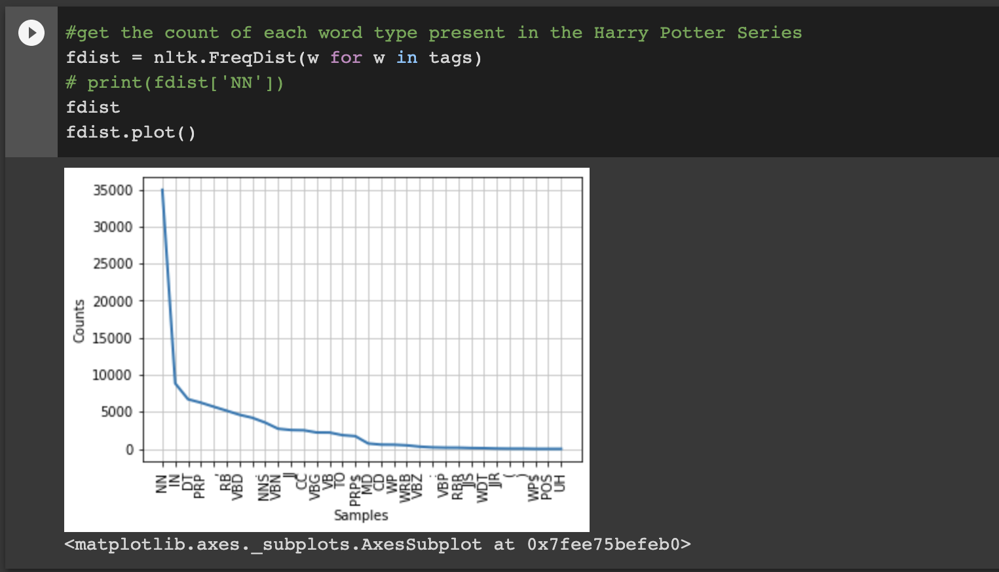 #get the count of each word type present in the Harry Potter Series
fdist = nltk.FreqDist(w for w in tags)
# print(fdist['NN'])
fdist
fdist.plot()
35000
30000
25000
20000
15000
10000
5000
0
Counts
NN IN DT PRP , RB VBD . NNS VBN JJ CC VBG VB TO PRP$ MD CD WP WRB VBZ : VBP RBR JJS WDT JJR ( ) WP$ POS UH
Samples
<matplotlib.axes._subplots.AxesSubplot at 0x7fee75befeb0>